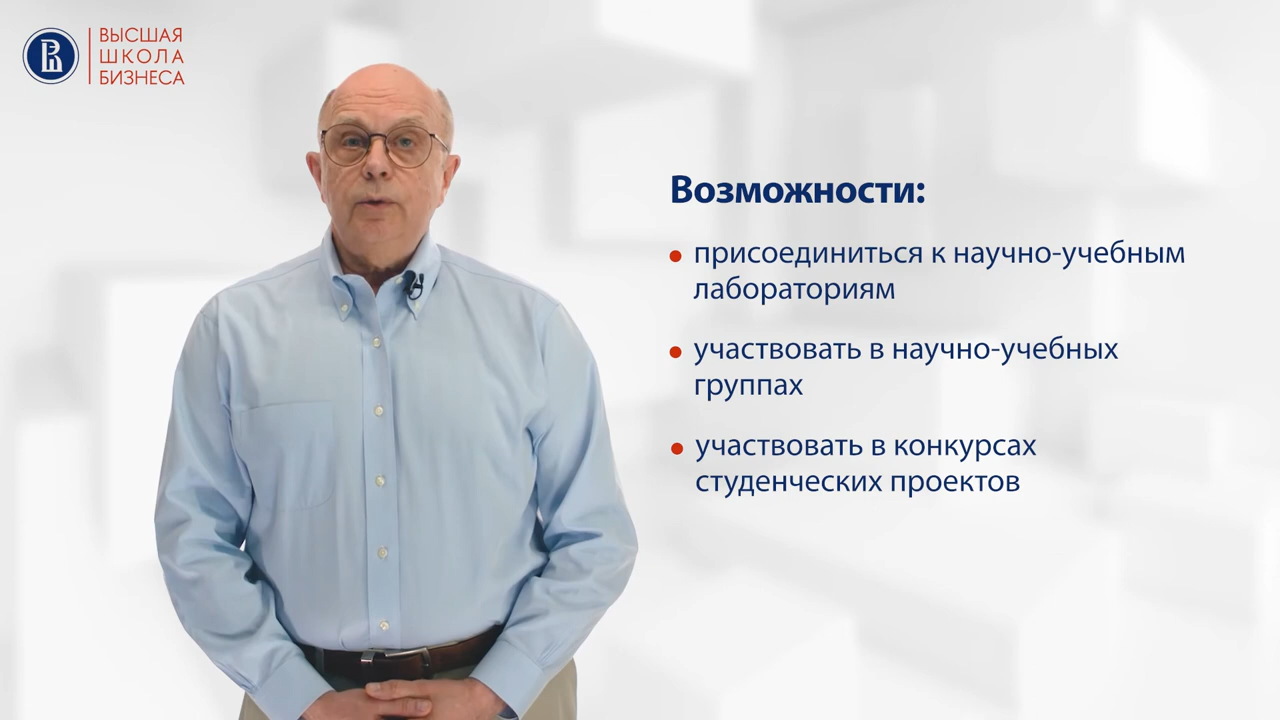 ВЫСШАЯ
ШКОЛА
БИЗНЕСА
Возможности:
• присоединиться к научно-учебным
лабораториям
• участвовать в научно-учебных
группах
• участвовать в конкурсах
студенческих проектов